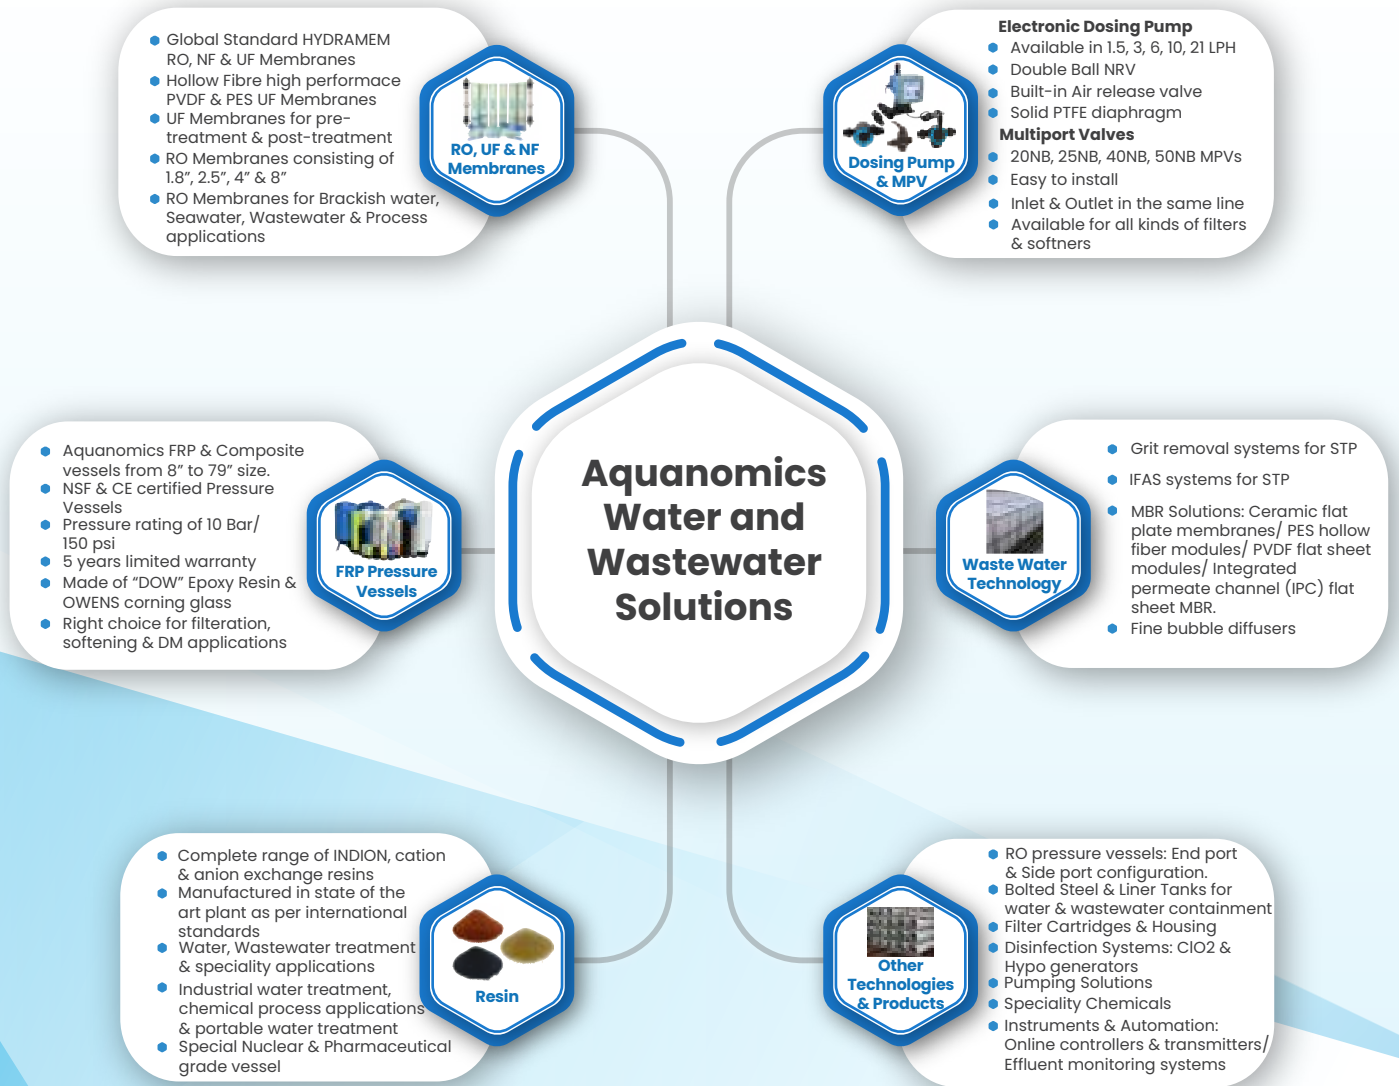 Global Standard HYDRAMEM
RO, NF & UF Membranes
Hollow Fibre high performace
PVDF & PES UF Membranes
UF Membranes for pre-
treatment & post-treatment
RO Membranes consisting of
1.8”, 2.5”, 4” & 8”
RO Membranes for Brackish water,
Seawater, Wastewater & Process
applications
RO, UF & NF
Membranes
Electronic Dosing Pump
Available in 1.5, 3, 6, 10, 21 LPH
Double Ball NRV
Built-in Air release valve
Solid PTFE diaphragm
Multiport Valves
20NB, 25NB, 40NB, 50NB MPVs
Easy to install
Inlet & Outlet in the same line
Available for all kinds of filters
& softners
Dosing Pump
& MPV
Aquanomics FRP & Composite
vessels from 8” to 79” size.
NSF & CE certified Pressure
Vessels
Pressure rating of 10 Bar/
150 psi
5 years limited warranty
Made of “DOW” Epoxy Resin &
OWENS corning glass
Right choice for filteration,
softening & DM applications
FRP Pressure
Vessels
Aquanomics
Water and
Wastewater
Solutions
Waste Water
Technology
Grit removal systems for STP
IFAS systems for STP
MBR Solutions: Ceramic flat
plate membranes/ PES hollow
fiber modules/ PVDF flat sheet
modules/ Integrated
permeate channel (IPC) flat
sheet MBR.
Fine bubble diffusers
Complete range of INDION, cation
& anion exchange resins
Manufactured in state of the
art plant as per international
standards
Water, Wastewater treatment
& speciality applications
Industrial water treatment,
chemical process applications
& portable water treatment
Special Nuclear & Pharmaceutical
grade vessel
Resin
Other
Technologies
& Products
RO pressure vessels: End port
& Side port configuration.
Bolted Steel & Liner Tanks for
water & wastewater containment
Filter Cartridges & Housing
Disinfection Systems: ClO2 &
Hypo generators
Pumping Solutions
Speciality Chemicals
Instruments & Automation:
Online controllers & transmitters/
Effluent monitoring systems